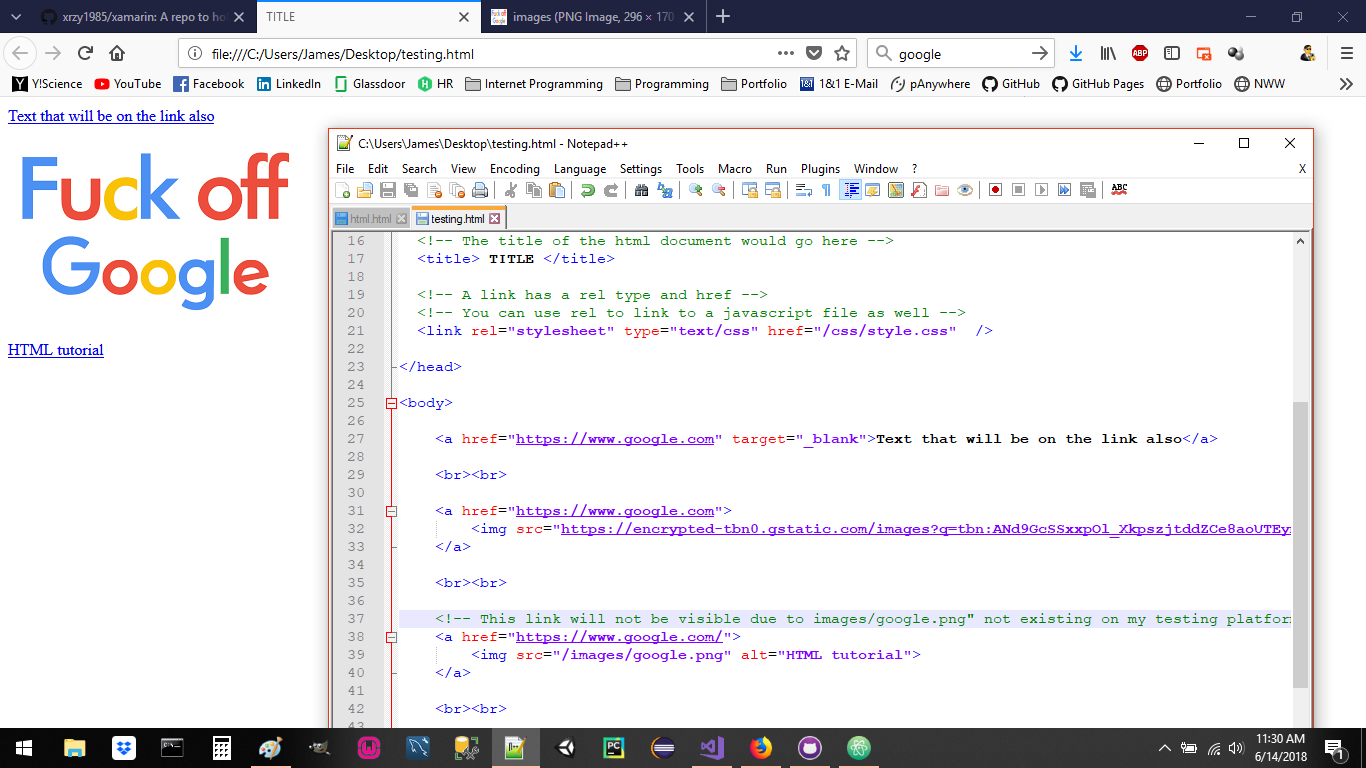 xrzy1985/xamarin: A repo to ho
TITLE
images (PNG Image, 296 × 170
file:///C:/Users/James/Desktop/testing.html
google
Y!Science YouTube Facebook LinkedIn Glassdoor HR Internet Programming Programming Portfolio 1&1 E-Mail pAnywhere GitHub GitHub Pages Portfolio NWW
Text that will be on the link also
Fuck off
Google
HTML tutorial
C:\Users\James\Desktop\testing.html - Notepad++
File Edit Search View Encoding Language Settings Tools Macro Run Plugins Window ? X
html.html testing.html
16 <!-- The title of the html document would go here -->
17 <title> TITLE </title>
18
19 <!-- A link has a rel type and href -->
20 <!-- You can use rel to link to a javascript file as well -->
21 <link rel="stylesheet" type="text/css" href="/css/style.css"  />
22
23 </head>
24
25 <body>
26
27 <a href="https://www.google.com" target="_blank">Text that will be on the link also</a>
28
29 <br><br>
30
31 <a href="https://www.google.com">
32 <img src="https://encrypted-tbn0.gstatic.com/images?q=tbn:ANd9GcSSxxpOl_XkpszjtddZCe8aoUTEy
33 </a>
34
35 <br><br>
36
37 <!-- This link will not be visible due to images/google.png" not existing on my testing platfor
38 <a href="https://www.google.com/">
39 <img src="/images/google.png" alt="HTML tutorial">
40 </a>
41
42 <br><br>
43
11:30 AM
6/14/2018